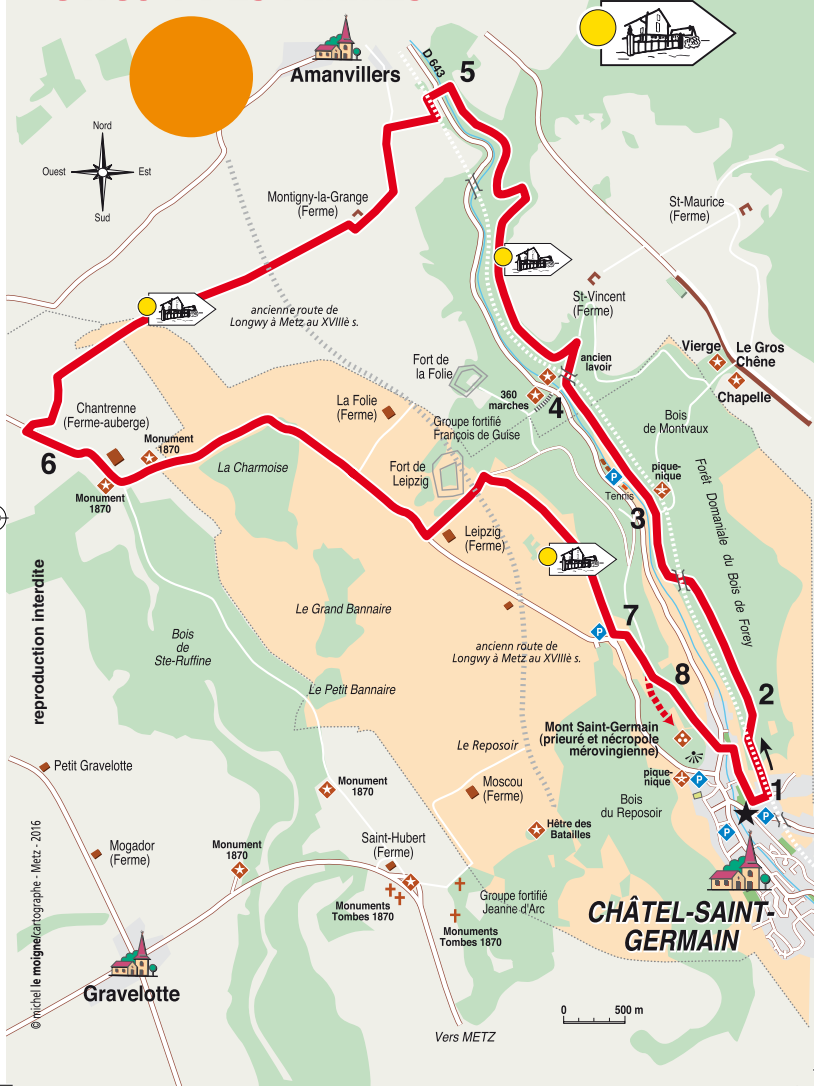 D 643
5
Amanvillers
Nord
Ouest
Est
Sud
Montigny-la-Grange
(Ferme)
St-Maurice
(Ferme)
ancienne route de
Longwy à Metz au XVIIIè s.
St-Vincent
(Ferme)
Vierge
Le Gros
Chêne
Chapelle
ancien
lavoir
Fort de
la Folie
360
marches
4
Chantrenne
(Ferme-auberge)
La Folie
(Ferme)
Groupe fortifié
François de Guise
Bois
de Montvaux
Monument
1870
6
La Charmoise
Fort de
Leipzig
pique-
nique
Monument
1870
Tennis
3
Forêt Domaniale du Bois de Forey
Leipzig
(Ferme)
reproduction interdite
Le Grand Bannaire
7
Bois
de
Ste-Ruffine
ancienn route de
Longwy à Metz au XVIIIè s.
8
2
Le Petit Bannaire
Mont Saint-Germain
(prieuré et nécropole
mérovingienne)
Le Reposoir
Petit Gravelotte
pique-
nique
1
Monument
1870
Moscou
(Ferme)
Bois
du Reposoir
Hêtre des
Batailles
Mogador
(Ferme)
Monument
1870
Saint-Hubert
(Ferme)
Monuments
Tombes 1870
Groupe fortifié
Jeanne d'Arc
Monuments
Tombes 1870
CHÂTEL-SAINT-
GERMAIN
Gravelotte
© michel le moigne/cartographe - Metz - 2016
0 500 m
Vers METZ
P
P
P
P
P